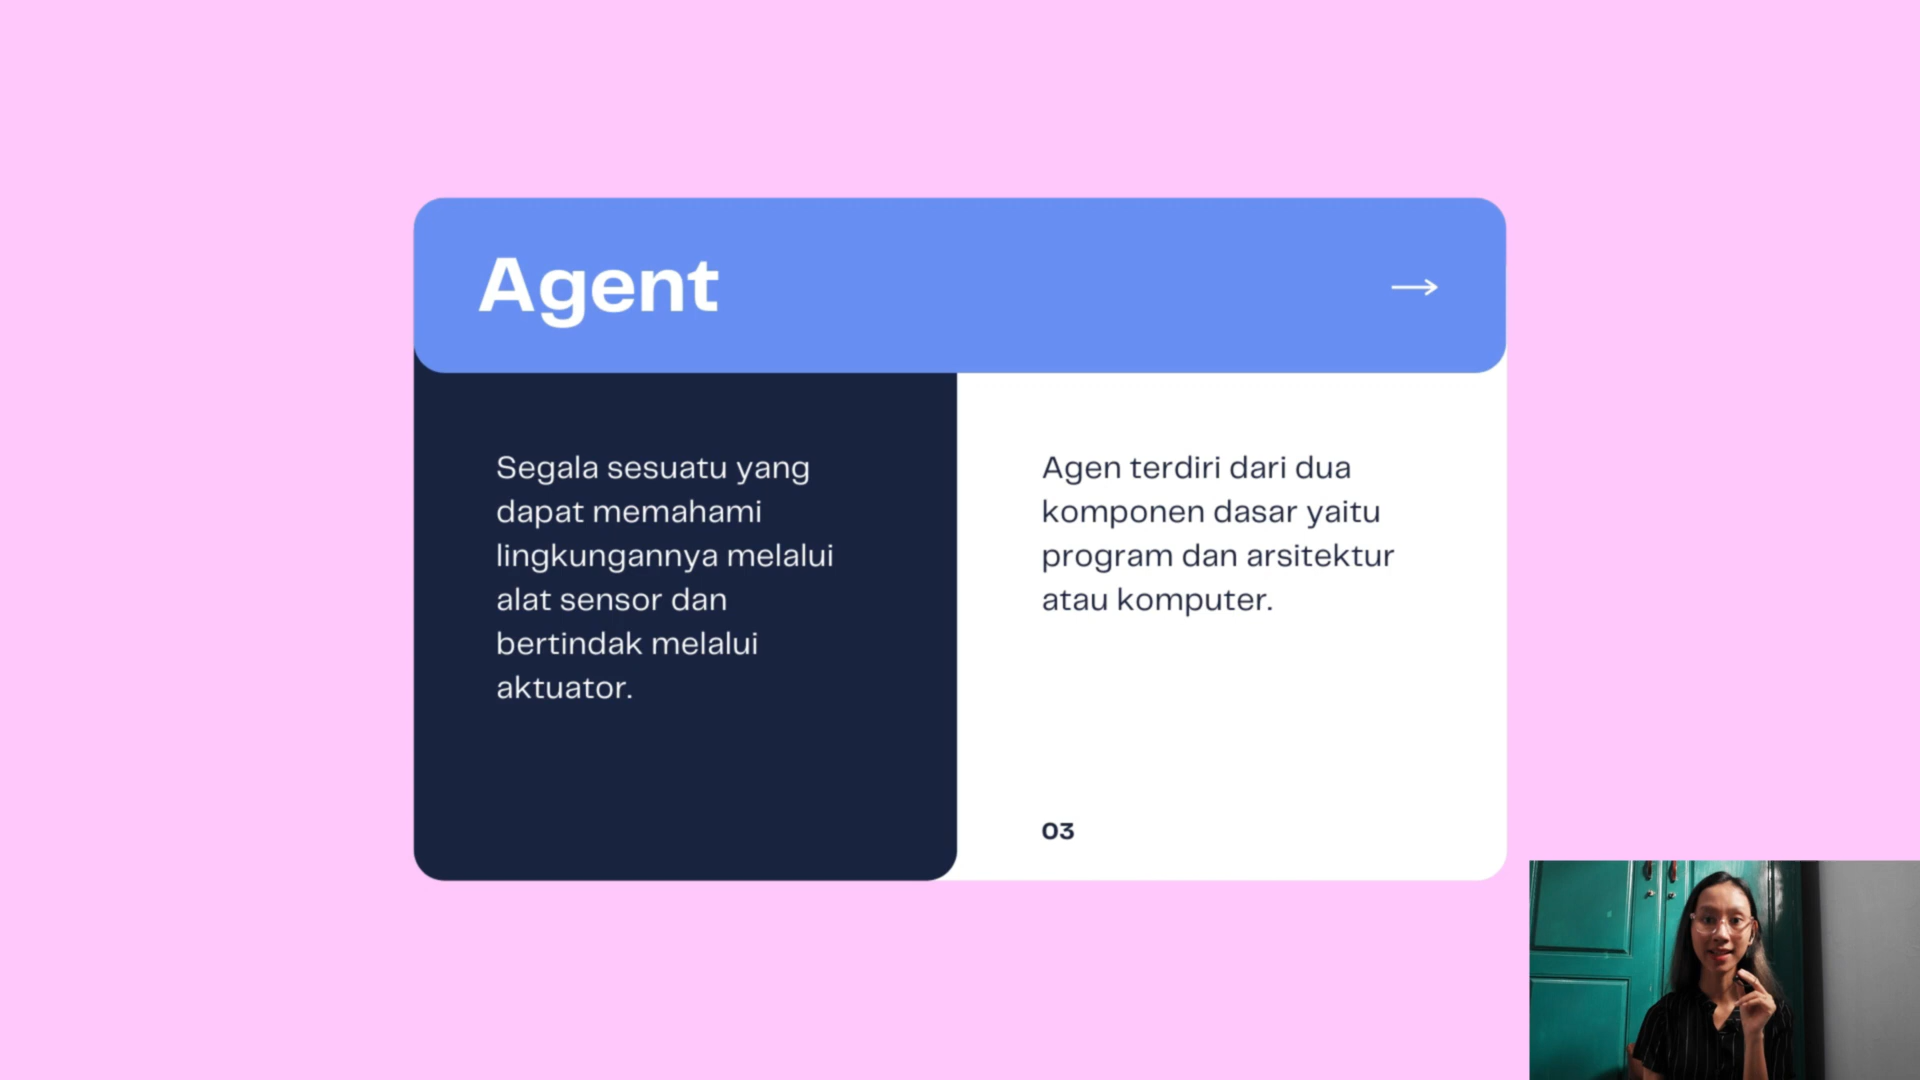 Agent
Segala sesuatu yang
dapat memahami
lingkungannya melalui
alat sensor dan
bertindak melalui
aktuator.
Agen terdiri dari dua
komponen dasar yaitu
program dan arsitektur
atau komputer.
03